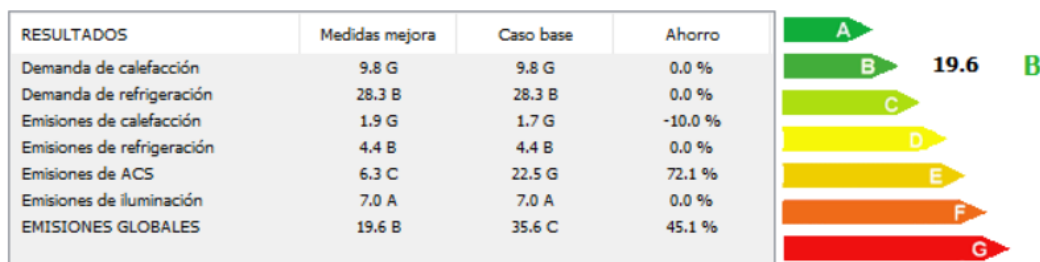 RESULTADOS Medidas mejora Caso base Ahorro
Demanda de calefacción 9.8 G 9.8 G 0.0 %
Demanda de refrigeración 28.3 B 28.3 B 0.0 %
Emisiones de calefacción 1.9 G 1.7 G -10.0 %
Emisiones de refrigeración 4.4 B 4.4 B 0.0 %
Emisiones de ACS 6.3 C 22.5 G 72.1 %
Emisiones de iluminación 7.0 A 7.0 A 0.0 %
EMISIONES GLOBALES 19.6 B 35.6 C 45.1 %
A
B 19.6 B
C
D
E
F
G